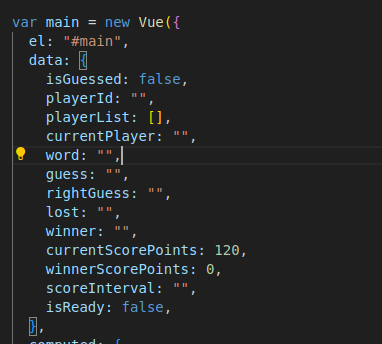 var main = new Vue({
el: "#main",
data: {
isGuessed: false,
playerId: "",
playerList: [],
currentPlayer: "",
word: "",
guess: "",
rightGuess: "",
lost: "",
winner: "",
currentScorePoints: 120,
winnerScorePoints: 0,
scoreInterval: "",
isReady: false,
},
computed: {